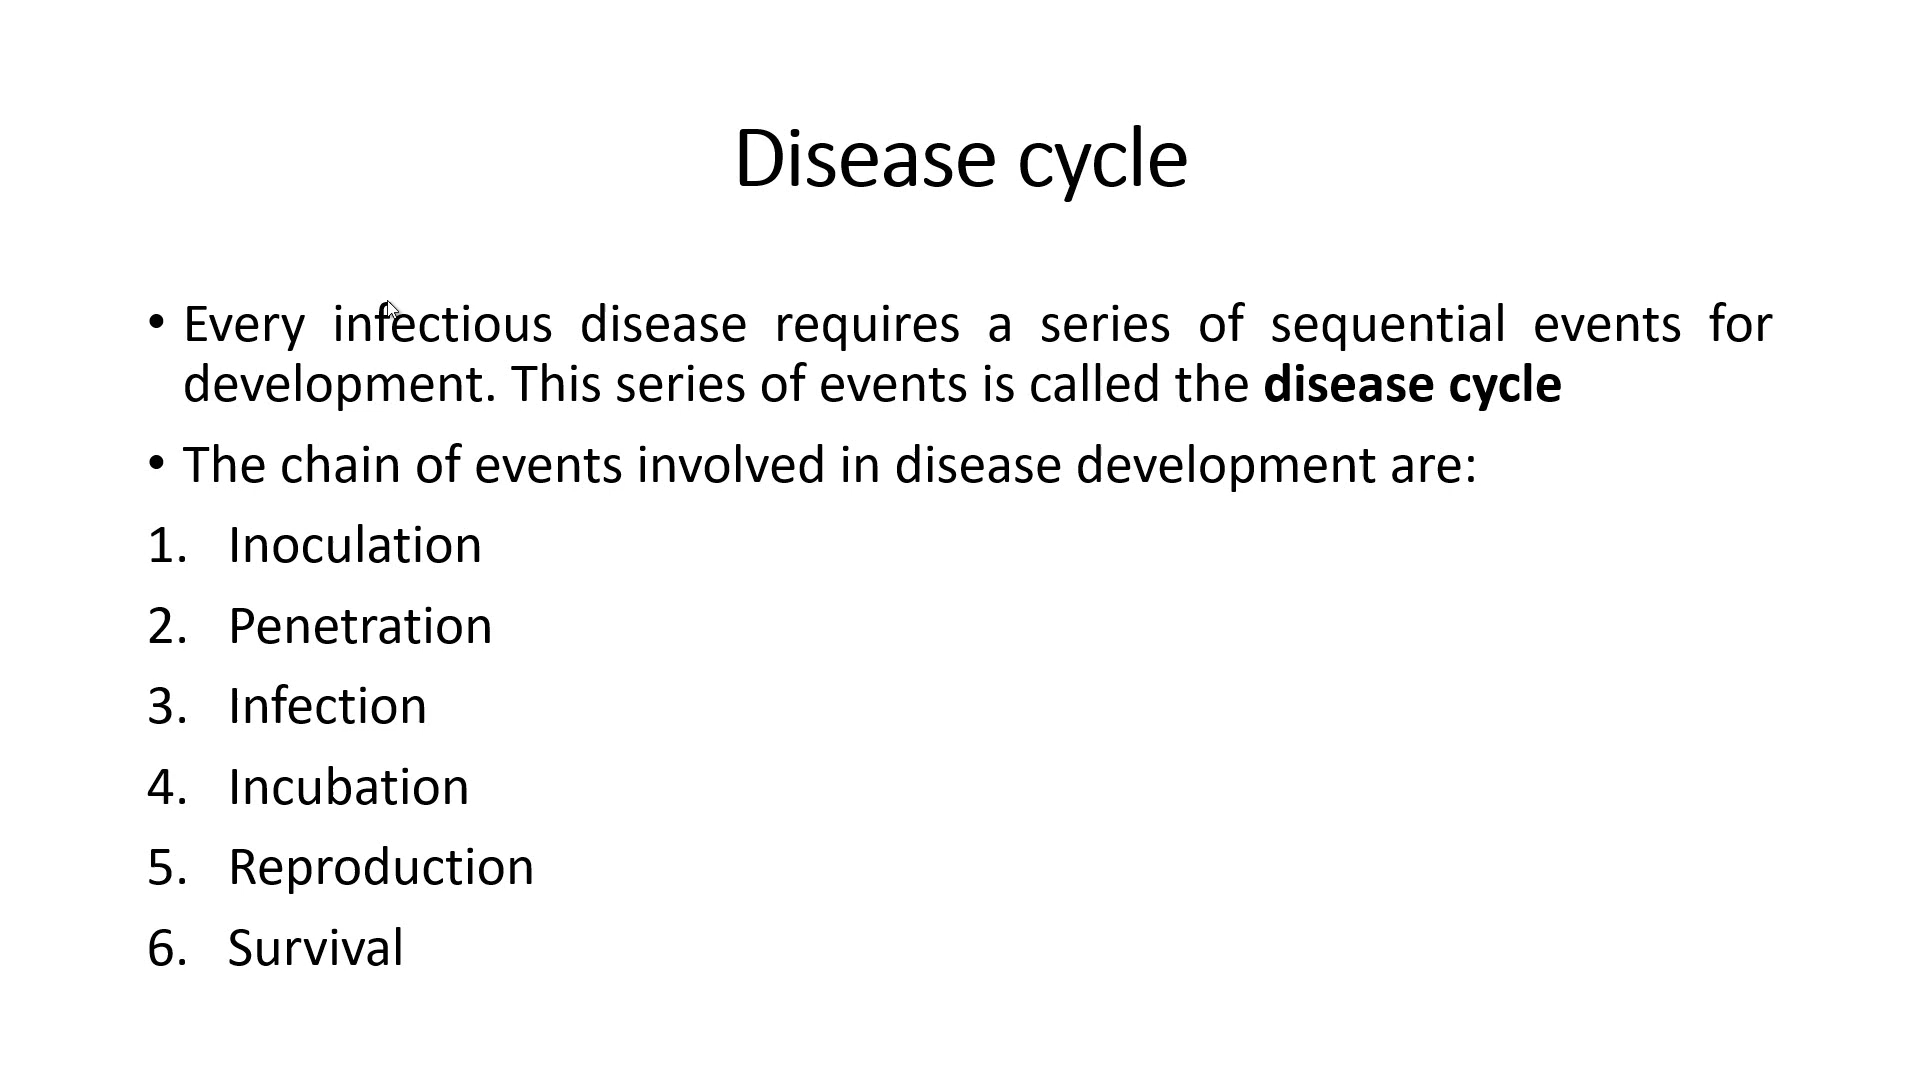 Disease cycle
• Every infectious disease requires a series of sequential events for
development. This series of events is called the disease cycle
• The chain of events involved in disease development are:
1. Inoculation
2. Penetration
3. Infection
4. Incubation
5. Reproduction
6. Survival